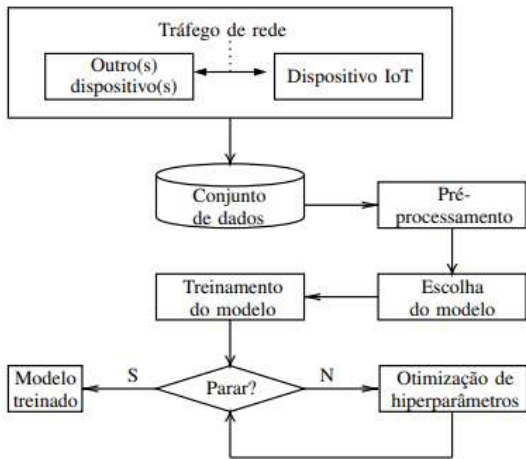 Tráfego de rede
Outro(s)
dispositivo(s)
Dispositivo IoT
Conjunto
de dados
Pré-
processamento
Treinamento
do modelo
Escolha
do modelo
Modelo
treinado
S
Parar?
N
Otimização de
hiperparâmetros